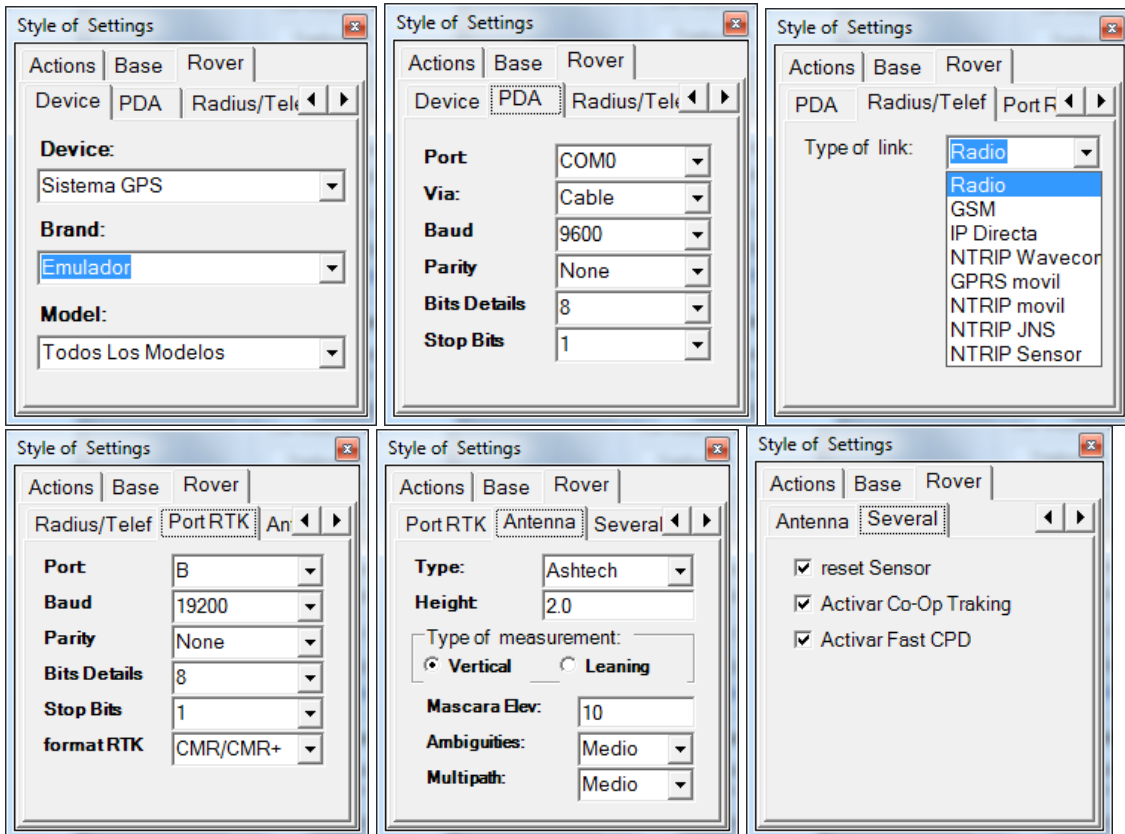 Style of Settings
Actions Base Rover
Device PDA Radius/Tele
Device:
Sistema GPS
Brand:
Emulador
Model:
Todos Los Modelos
Style of Settings
Actions Base Rover
Device PDA Radius/Tele
Port COM0
Via: Cable
Baud 9600
Parity None
Bits Details 8
Stop Bits 1
Style of Settings
Actions Base Rover
PDA Radius/Telef Port R
Type of link: Radio
Radio
GSM
IP Directa
NTRIP Wavecon
GPRS movil
NTRIP movil
NTRIP JNS
NTRIP Sensor
Style of Settings
Actions Base Rover
Radius/Telef Port RTK An
Port B
Baud 19200
Parity None
Bits Details 8
Stop Bits 1
format RTK CMR/CMR+
Style of Settings
Actions Base Rover
Port RTK Antenna Several
Type: Ashtech
Height 2.0
Type of measurement:
Vertical Leaning
Mascara Elev: 10
Ambiguities: Medio
Multipath: Medio
Style of Settings
Actions Base Rover
Antenna Several
reset Sensor
Activar Co-Op Traking
Activar Fast CPD